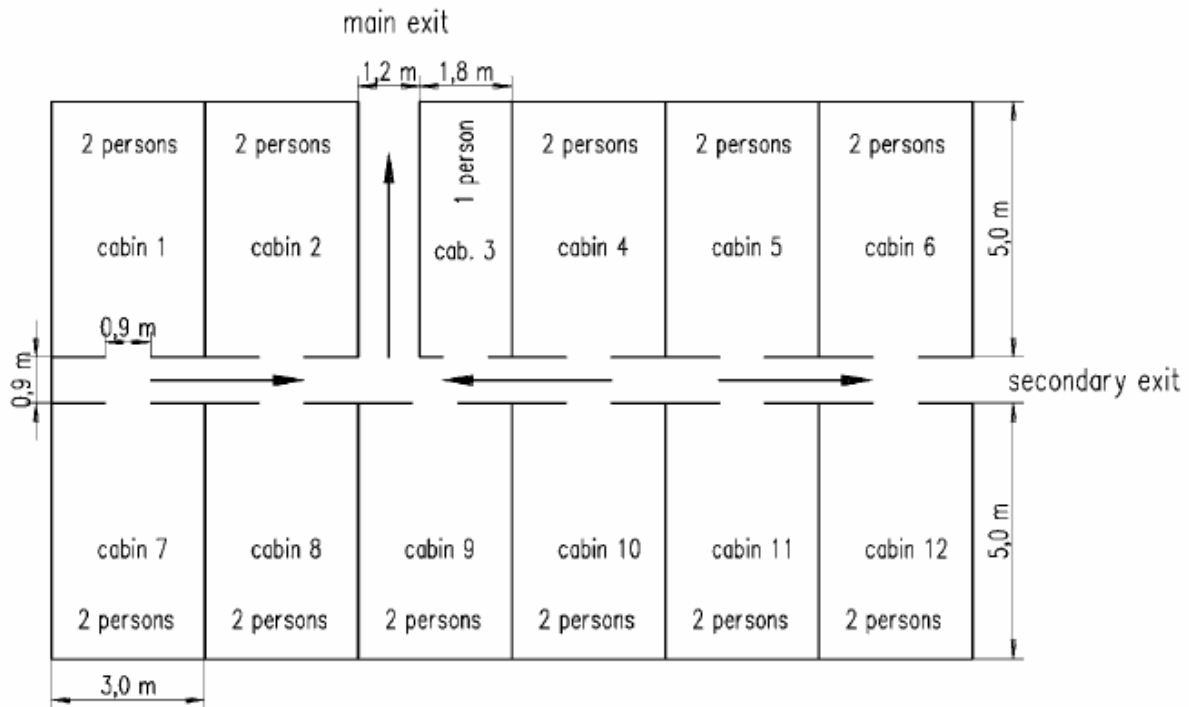 main exit
1,2 m
1,8 m
2 persons
2 persons
1 person
2 persons
2 persons
2 persons
cabin 1
cabin 2
cab. 3
cabin 4
cabin 5
cabin 6
5,0 m
0,9 m
0,9 m
secondary exit
cabin 7
cabin 8
cabin 9
cabin 10
cabin 11
cabin 12
5,0 m
2 persons
2 persons
2 persons
2 persons
2 persons
2 persons
3,0 m